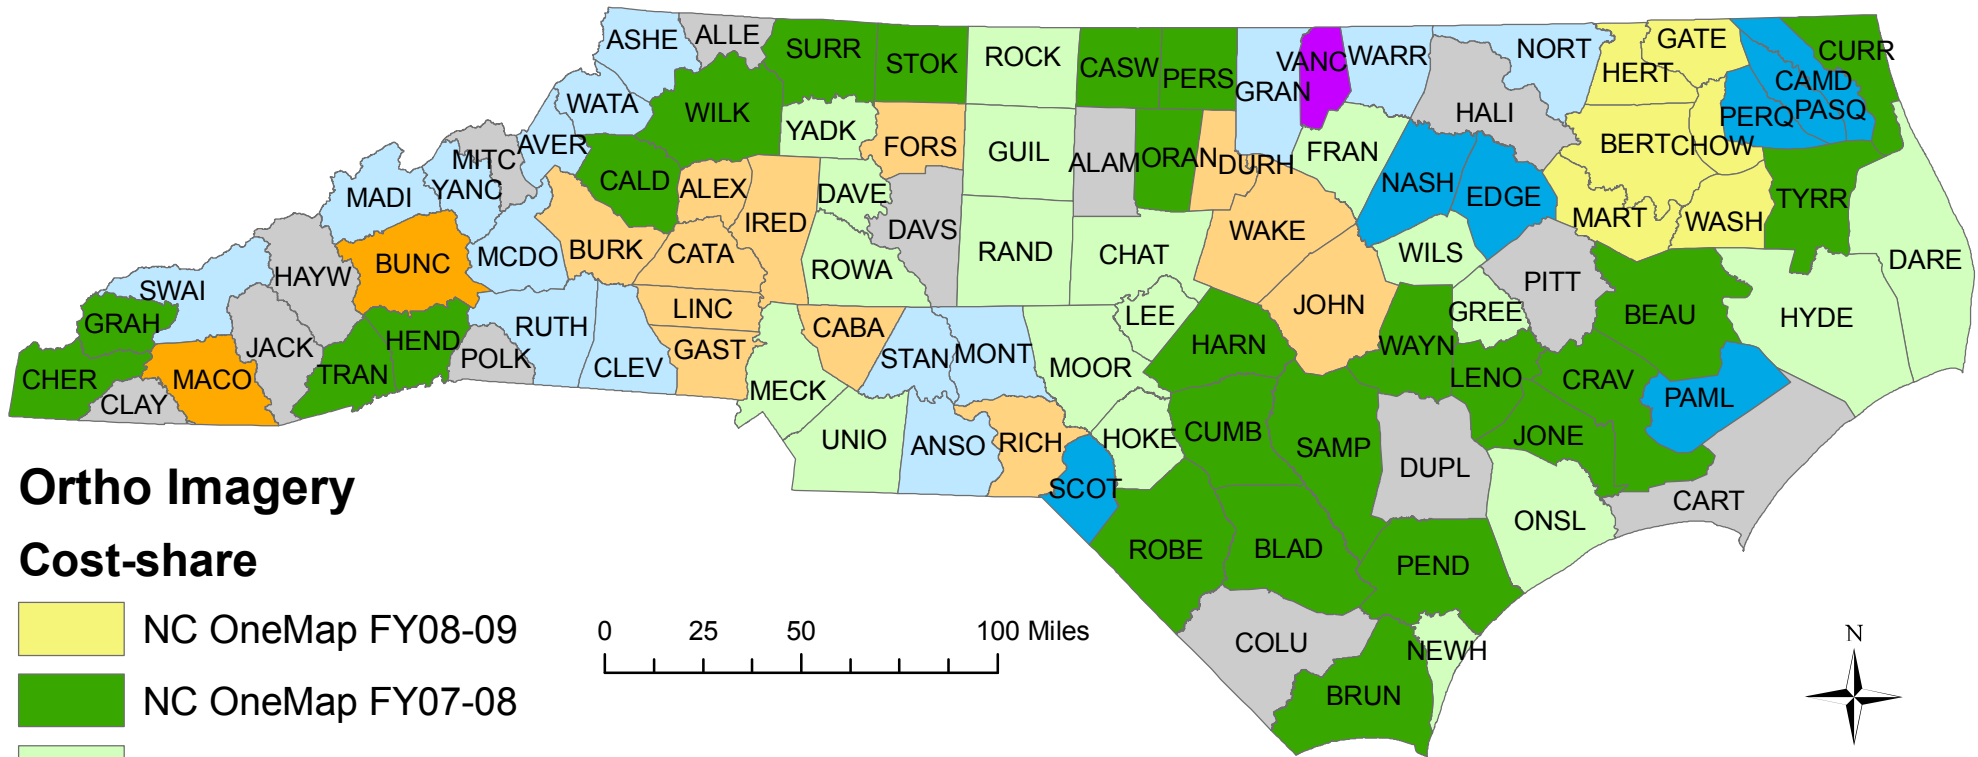 ASHE
ALLE
SURR
STOK
ROCK
CASW
PERS
GRAN
VANC
WARR
NORT
HERT
GATE
CURR
CAMD
PASQ
PERQ
WATA
WILK
YADK
FORS
GUIL
ALAM
ORAN
DURH
FRAN
HALI
BERT
CHOW
MITC
AVER
YANC
MADI
CALD
ALEX
IRED
DAVE
DAVS
RAND
CHAT
WAKE
NASH
EDGE
MART
WASH
TYRR
DARE
SWAI
HAYW
BUNC
MCDO
BURK
CATA
ROWA
WILS
PITT
GRAH
JACK
HEND
POLK
RUTH
CLEV
LINC
GAST
CABA
STAN
MONT
LEE
MOOR
HARN
JOHN
WAYN
GREE
LENO
BEAU
HYDE
CHER
CLAY
MACO
TRAN
MECK
UNIO
ANSO
RICH
HOKE
CUMB
SAMP
DUPL
JONE
CRAV
PAML
SCOT
CART
ROBE
BLAD
PEND
ONSL
COLU
BRUN
NEWH
Ortho Imagery
Cost-share
NC OneMap FY08-09
NC OneMap FY07-08
0 25 50 100 Miles
N